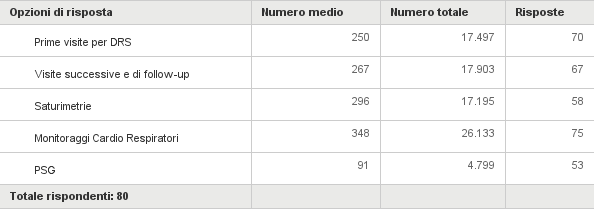 Opzioni di risposta Numero medio Numero totale Risposte
Prime visite per DRS 250 17.497 70
Visite successive e di follow-up 267 17.903 67
Saturimetrie 296 17.195 58
Monitoraggi Cardio Respiratori 348 26.133 75
PSG 91 4.799 53
Totale rispondenti: 80